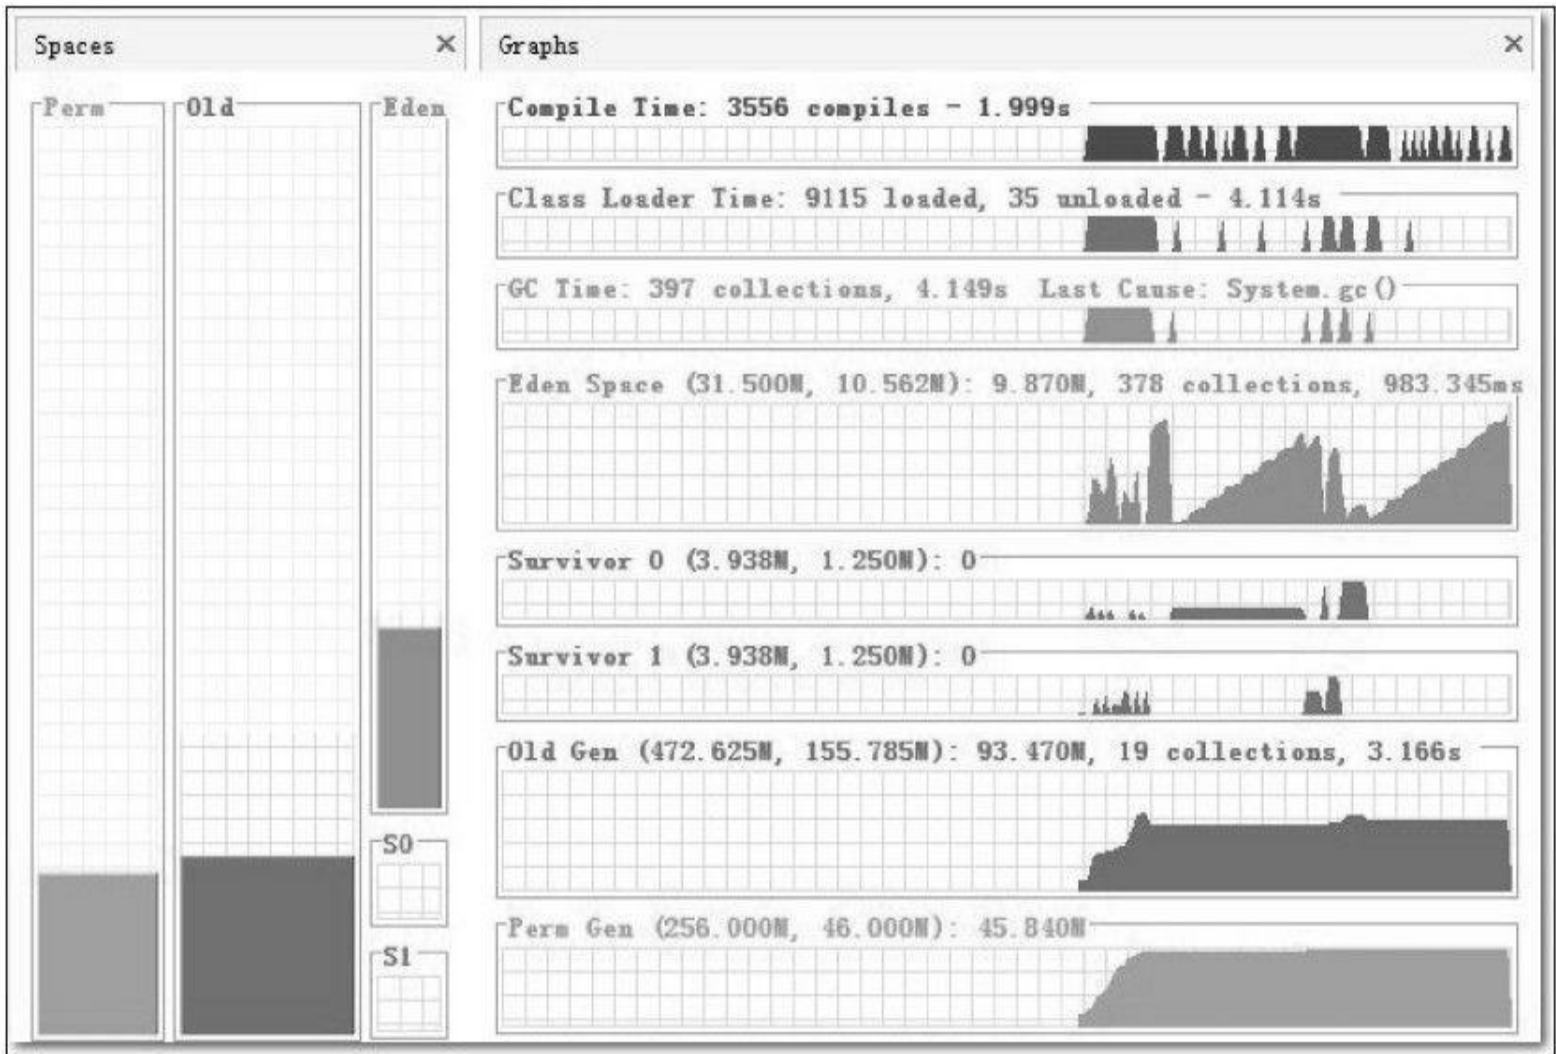 Spaces
Graphs
Perm
Old
Eden
S0
S1
Compile Time: 3556 compiles - 1.999s
Class Loader Time: 9115 loaded, 35 unloaded - 4.114s
GC Time: 397 collections, 4.149s Last Cause: System.gc()
Eden Space (31.500M, 10.562M): 9.870M, 378 collections, 983.345ms
Survivor 0 (3.938M, 1.250M): 0
Survivor 1 (3.938M, 1.250M): 0
Old Gen (472.625M, 155.785M): 93.470M, 19 collections, 3.166s
Perm Gen (256.000M, 46.000M): 45.840M